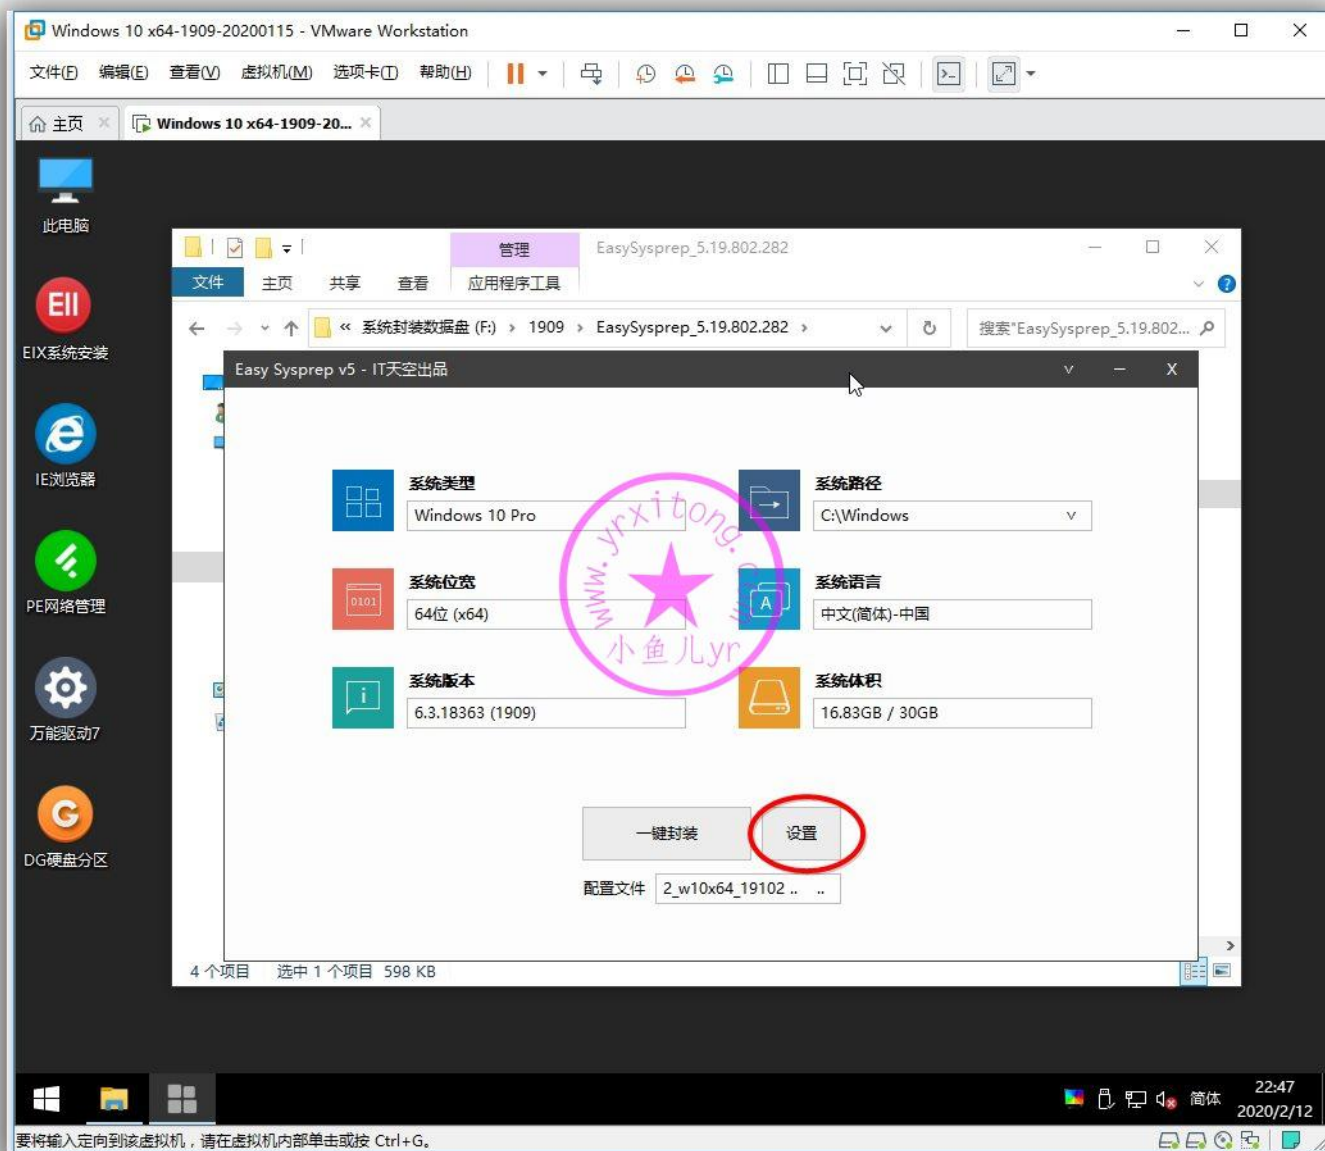 Windows 10 x64-1909-20200115 - VMware Workstation
文件(F) 编辑(E) 查看(V) 虚拟机(M) 选项卡(T) 帮助(H)
主页 Windows 10 x64-1909-20...
此电脑
EII
EIX系统安装
IE浏览器
PE网络管理
万能驱动7
G
DG硬盘分区
管理 EasySysprep_5.19.802.282
文件 主页 共享 查看 应用程序工具
« 系统封装数据盘 (F:) › 1909 › EasySysprep_5.19.802.282 › 搜索"EasySysprep_5.19.802...
Easy Sysprep v5 - IT天空出品
系统类型
Windows 10 Pro
系统路径
C:\Windows
0101
系统位宽
64位 (x64)
A
系统语言
中文(简体)-中国
i
系统版本
6.3.18363 (1909)
系统体积
16.83GB / 30GB
www.yrxitong.com
小鱼儿yr
一键封装 设置
配置文件 2_w10x64_19102 .. ..
4 个项目 选中 1 个项目 598 KB
简体 22:47
2020/2/12
要将输入定向到该虚拟机，请在虚拟机内部单击或按 Ctrl+G。